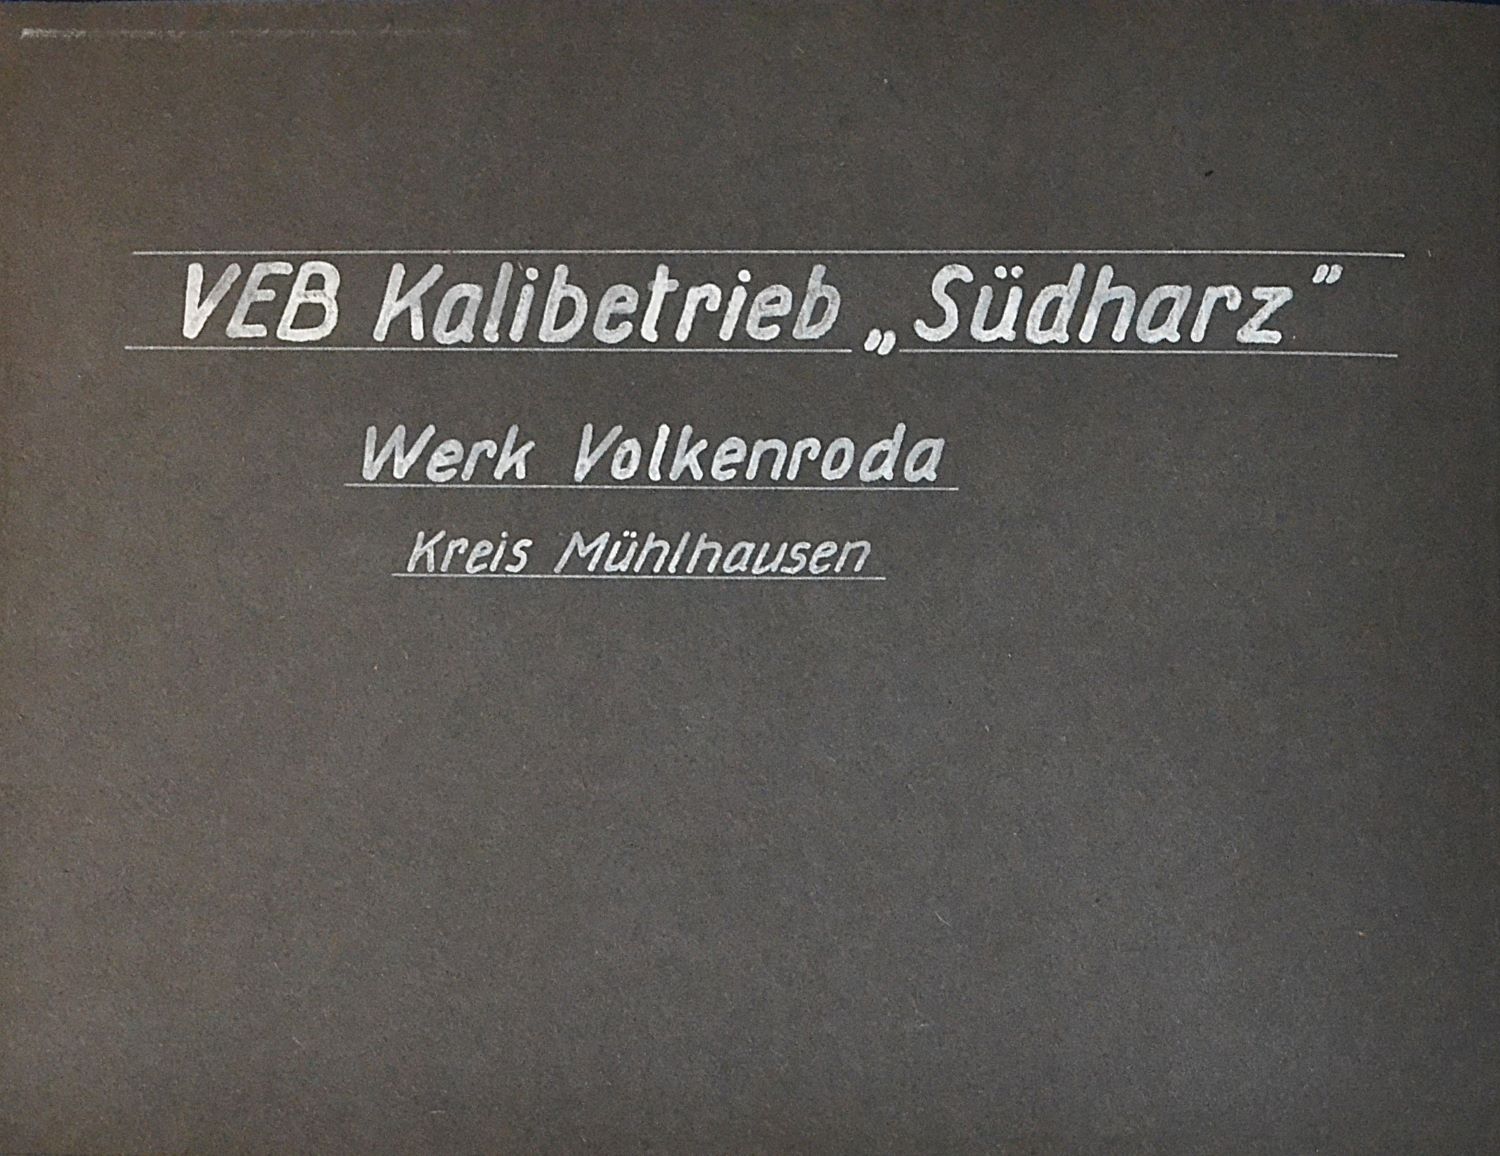 VEB Kalibetrieb „Südharz”
Werk Volkenroda
Kreis Mühlhausen